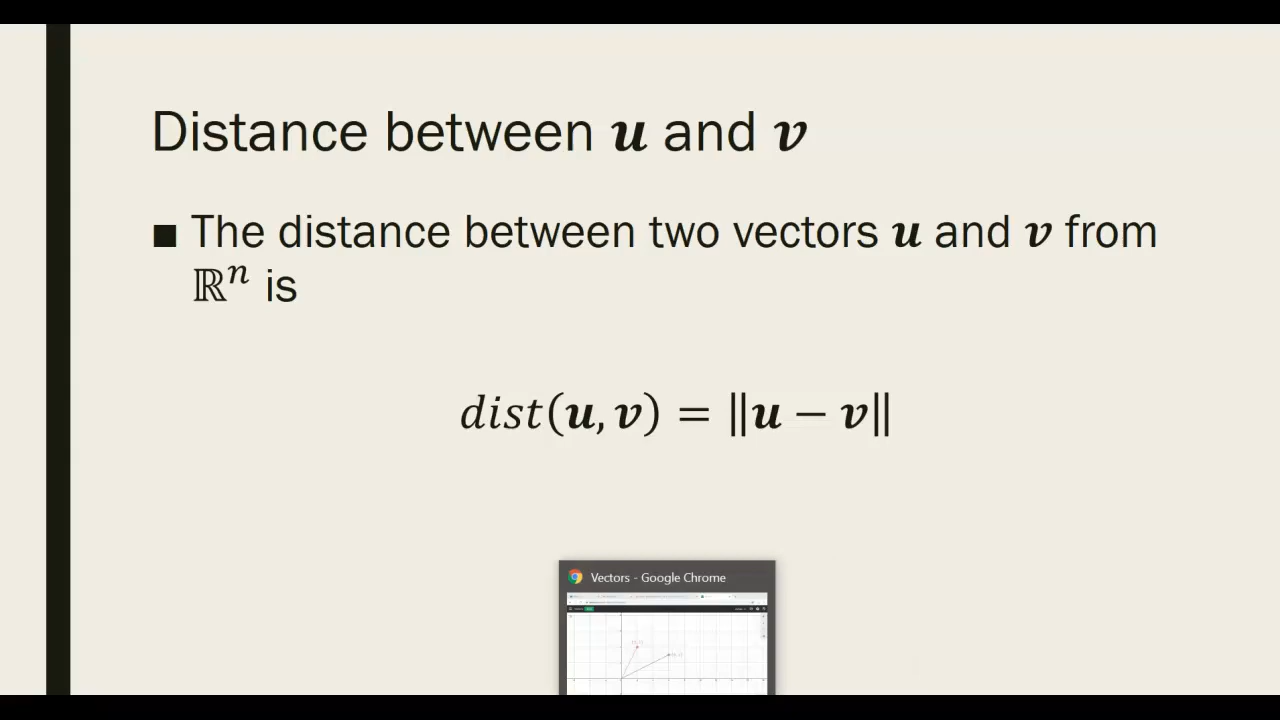 Distance between 𝒖 and 𝒗
■ The distance between two vectors 𝒖 and 𝒗 from
ℝⁿ is
dist(𝒖, 𝒗) = ‖𝒖 − 𝒗‖
Vectors - Google Chrome